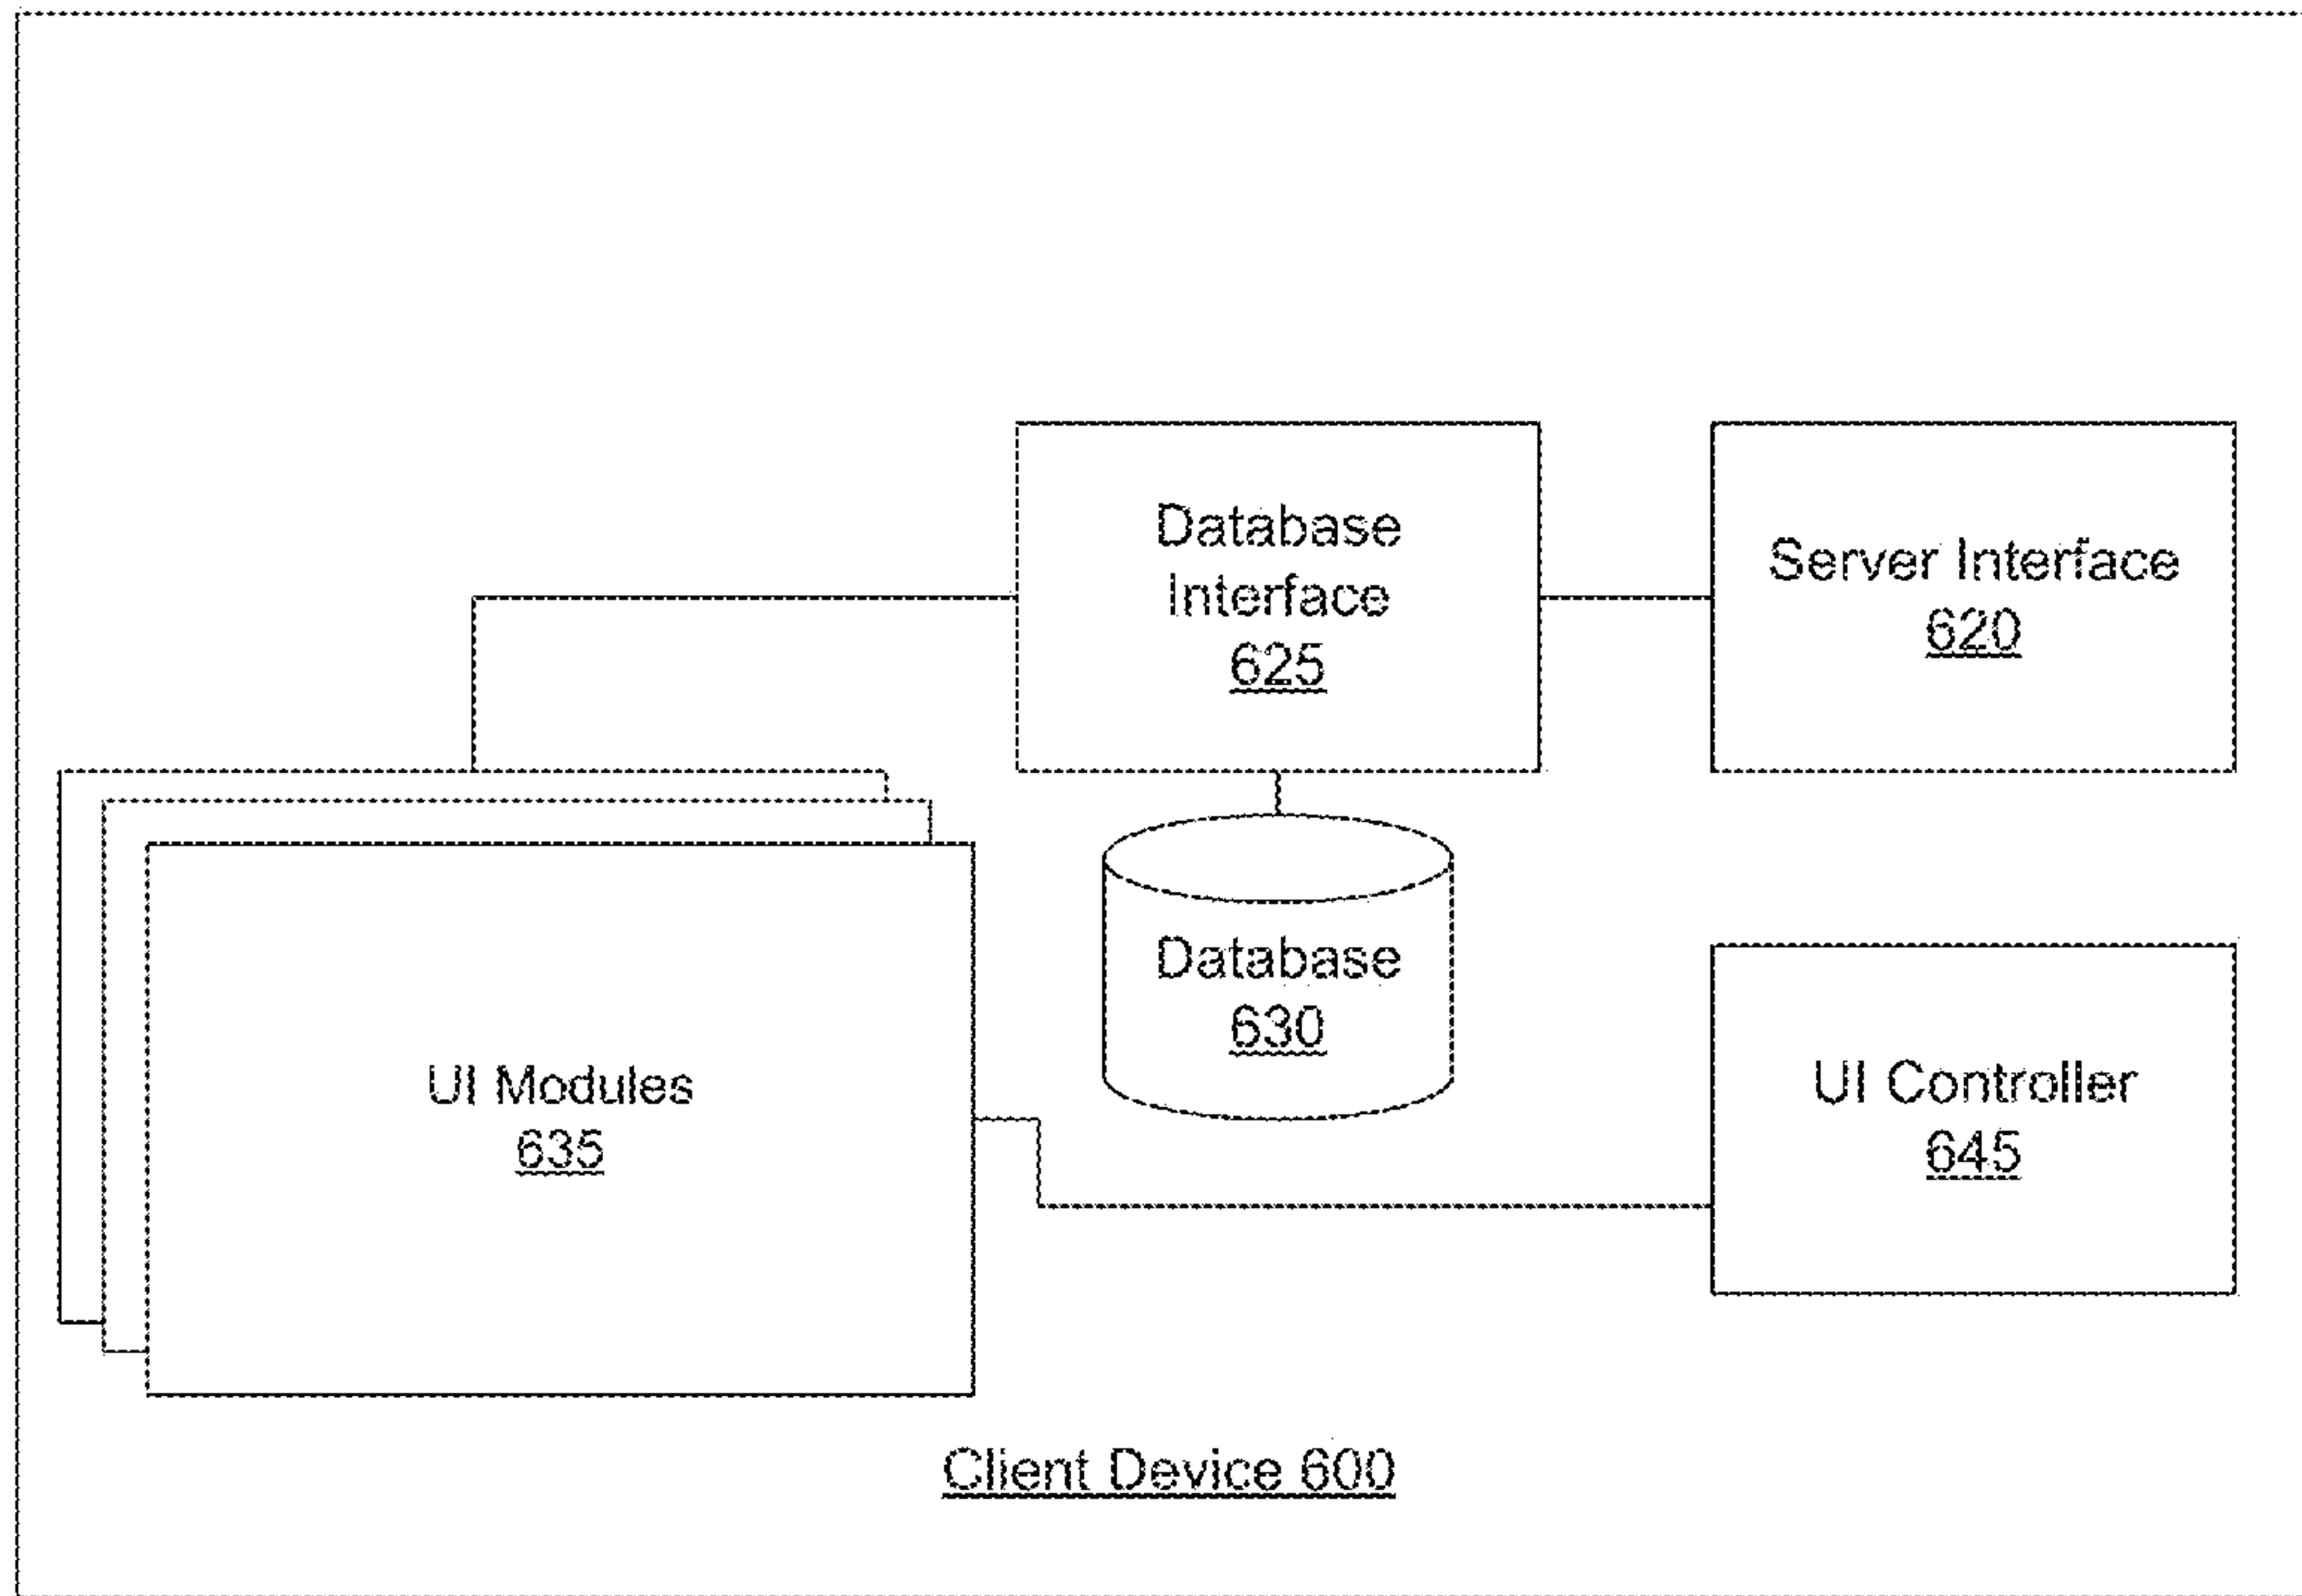 Database
Interface
625
Server Interface
620
Database
630
UI Modules
635
UI Controller
645
Client Device 600